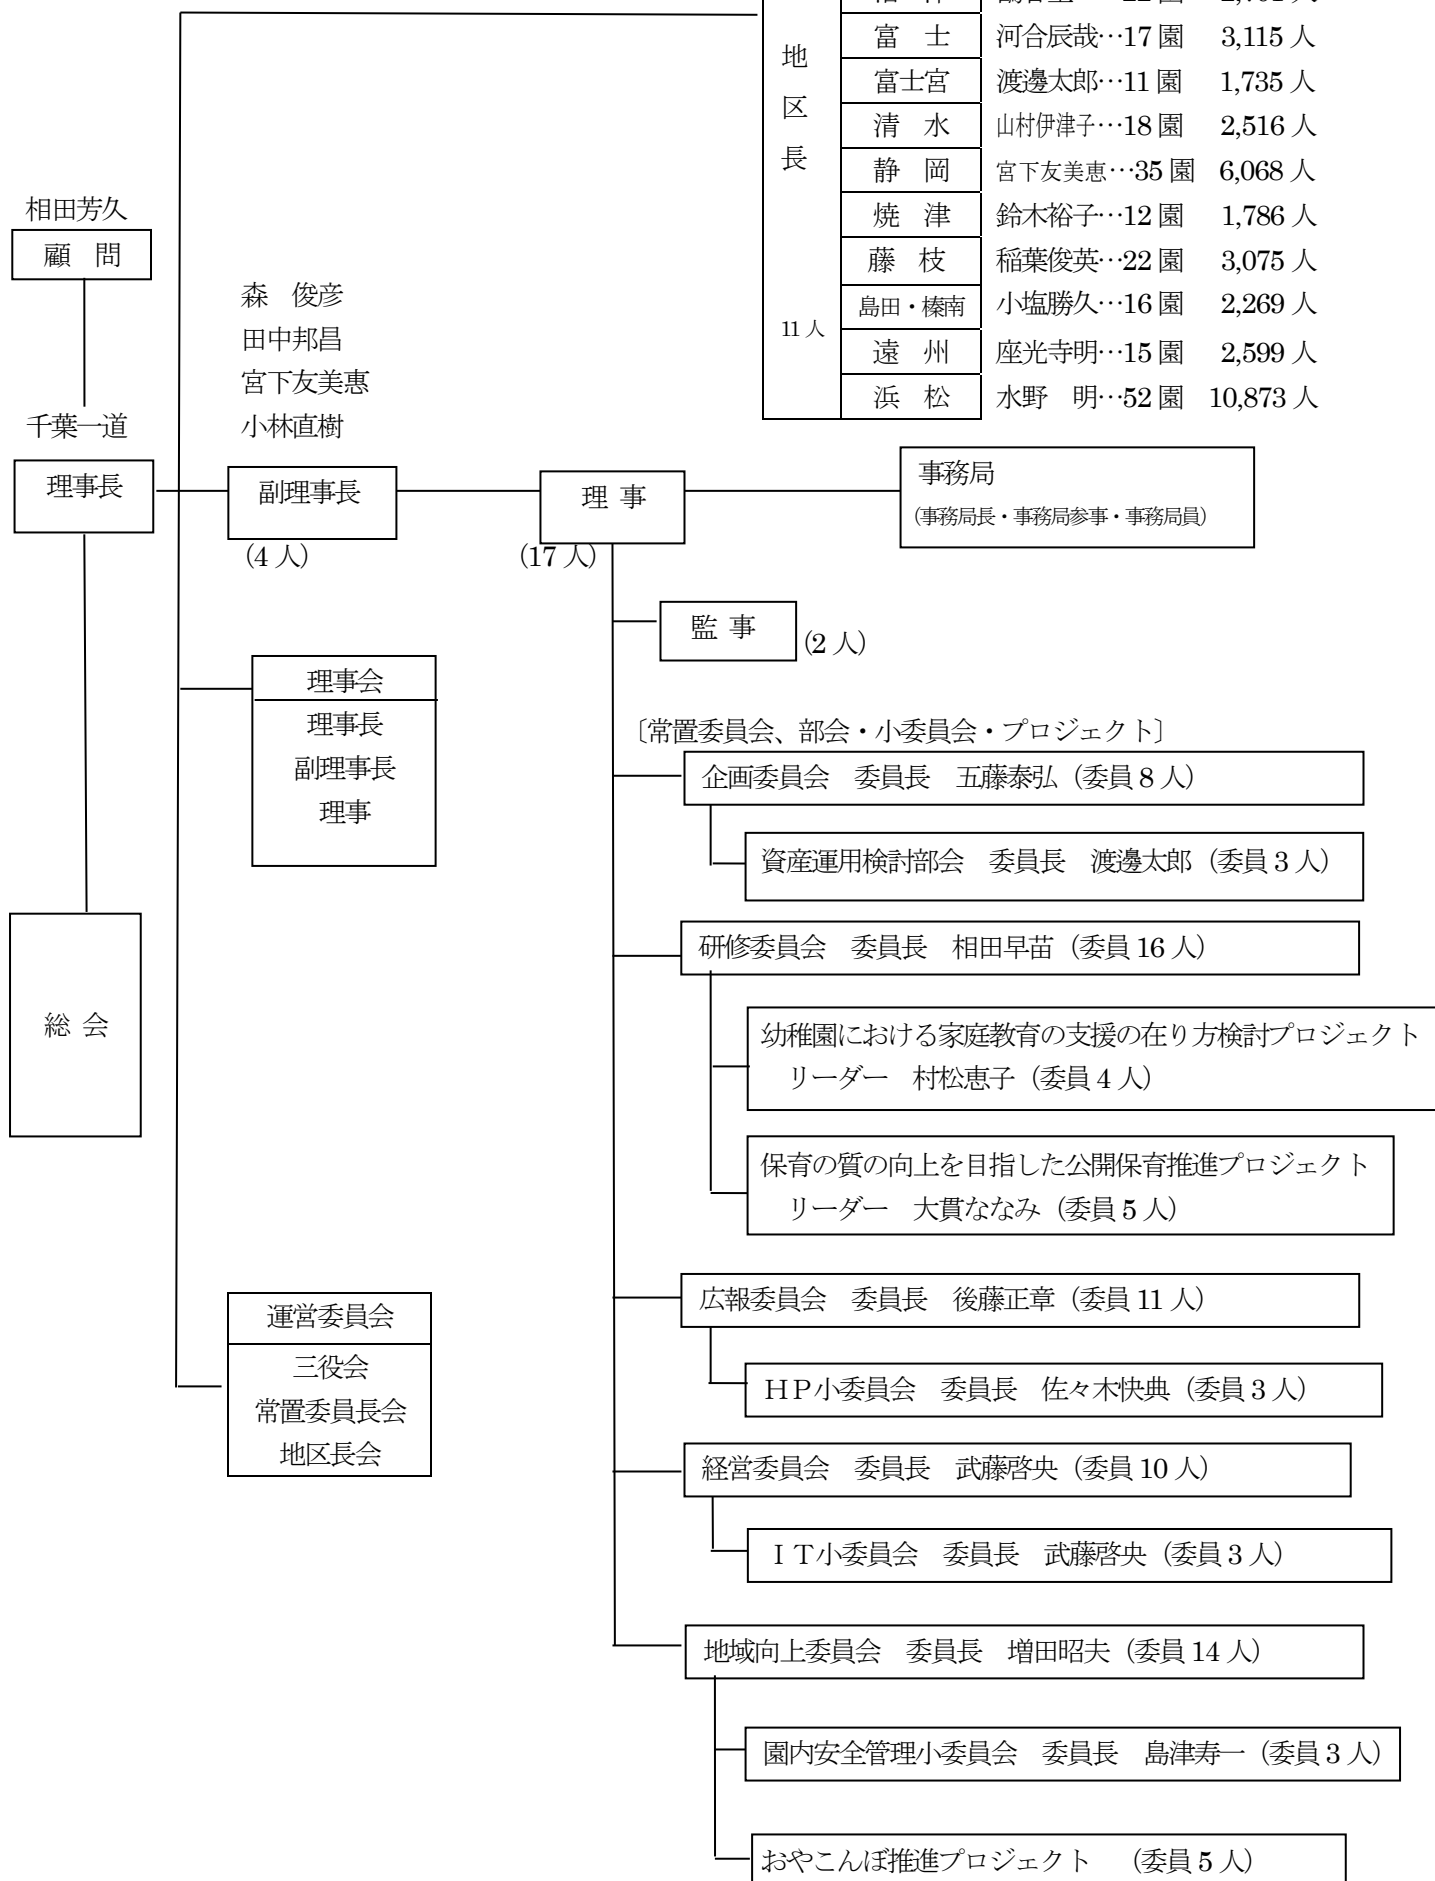 地区長
11人
富　士　河合辰哉…17園　3,115人
富士宮　渡邊太郎…11園　1,735人
清　水　山村伊津子…18園　2,516人
静　岡　宮下友美恵…35園　6,068人
焼　津　鈴木裕子…12園　1,786人
藤　枝　稲葉俊英…22園　3,075人
島田・榛南　小塩勝久…16園　2,269人
遠　州　座光寺明…15園　2,599人
浜　松　水野　明…52園　10,873人
相田芳久
顧　問
森　俊彦
田中邦昌
宮下友美惠
小林直樹
千葉一道
理事長
副理事長
(4人)
理 事
(17人)
事務局
(事務局長・事務局参事・事務局員)
監 事
(2人)
理事会
理事長
副理事長
理事
総 会
運営委員会
三役会
常置委員長会
地区長会
〔常置委員会、部会・小委員会・プロジェクト〕
企画委員会　委員長　五藤泰弘（委員8人）
資産運用検討部会　委員長　渡邊太郎（委員3人）
研修委員会　委員長　相田早苗（委員16人）
幼稚園における家庭教育の支援の在り方検討プロジェクト
リーダー　村松恵子（委員4人）
保育の質の向上を目指した公開保育推進プロジェクト
リーダー　大貫ななみ（委員5人）
広報委員会　委員長　後藤正章（委員11人）
ＨＰ小委員会　委員長　佐々木快典（委員3人）
経営委員会　委員長　武藤啓央（委員10人）
ＩＴ小委員会　委員長　武藤啓央（委員3人）
地域向上委員会　委員長　増田昭夫（委員14人）
園内安全管理小委員会　委員長　島津寿一（委員3人）
おやこんぼ推進プロジェクト　（委員5人）